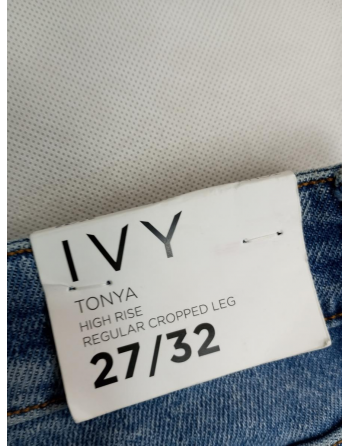 IVY
TONYA
HIGH RISE
REGULAR CROPPED LEG
27/32